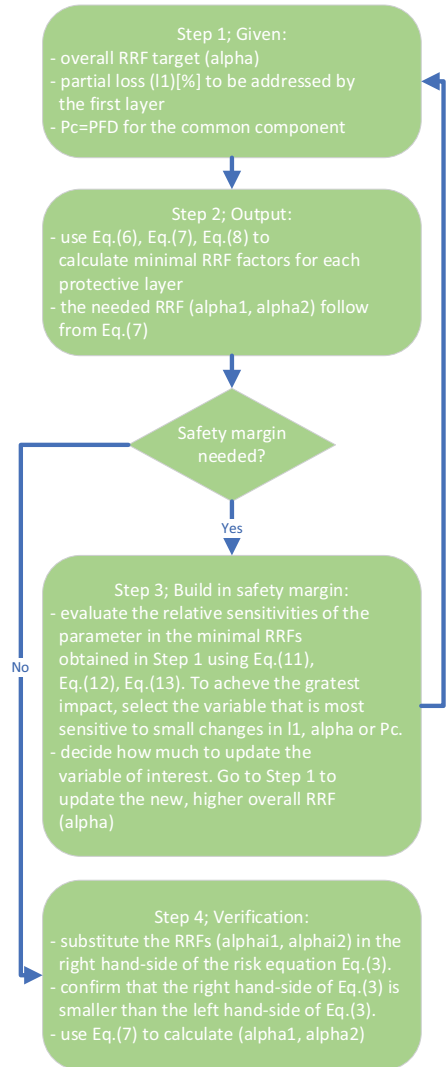 Step 1; Given:
- overall RRF target (alpha)
- partial loss (l1)[%] to be addressed by
the first layer
- Pc=PFD for the common component
Step 2; Output:
- use Eq.(6), Eq.(7), Eq.(8) to
calculate minimal RRF factors for each
protective layer
- the needed RRF (alpha1, alpha2) follow
from Eq.(7)
Safety margin
needed?
Yes
Step 3; Build in safety margin:
- evaluate the relative sensitivities of the
parameter in the minimal RRFs
obtained in Step 1 using Eq.(11),
Eq.(12), Eq.(13). To acheve the gratest
impact, select the variable that is most
sensitive to small changes in l1, alpha or Pc.
- decide how much to update the
variable of interest. Go to Step 1 to
update the new, higher overall RRF
(alpha)
No
Step 4; Verification:
- substitute the RRFs (alphai1, alphai2) in the
right hand-side of the risk equation Eq.(3).
- confirm that the right hand-side of Eq.(3) is
smaller than the left hand-side of Eq.(3).
- use Eq.(7) to calculate (alpha1, alpha2)